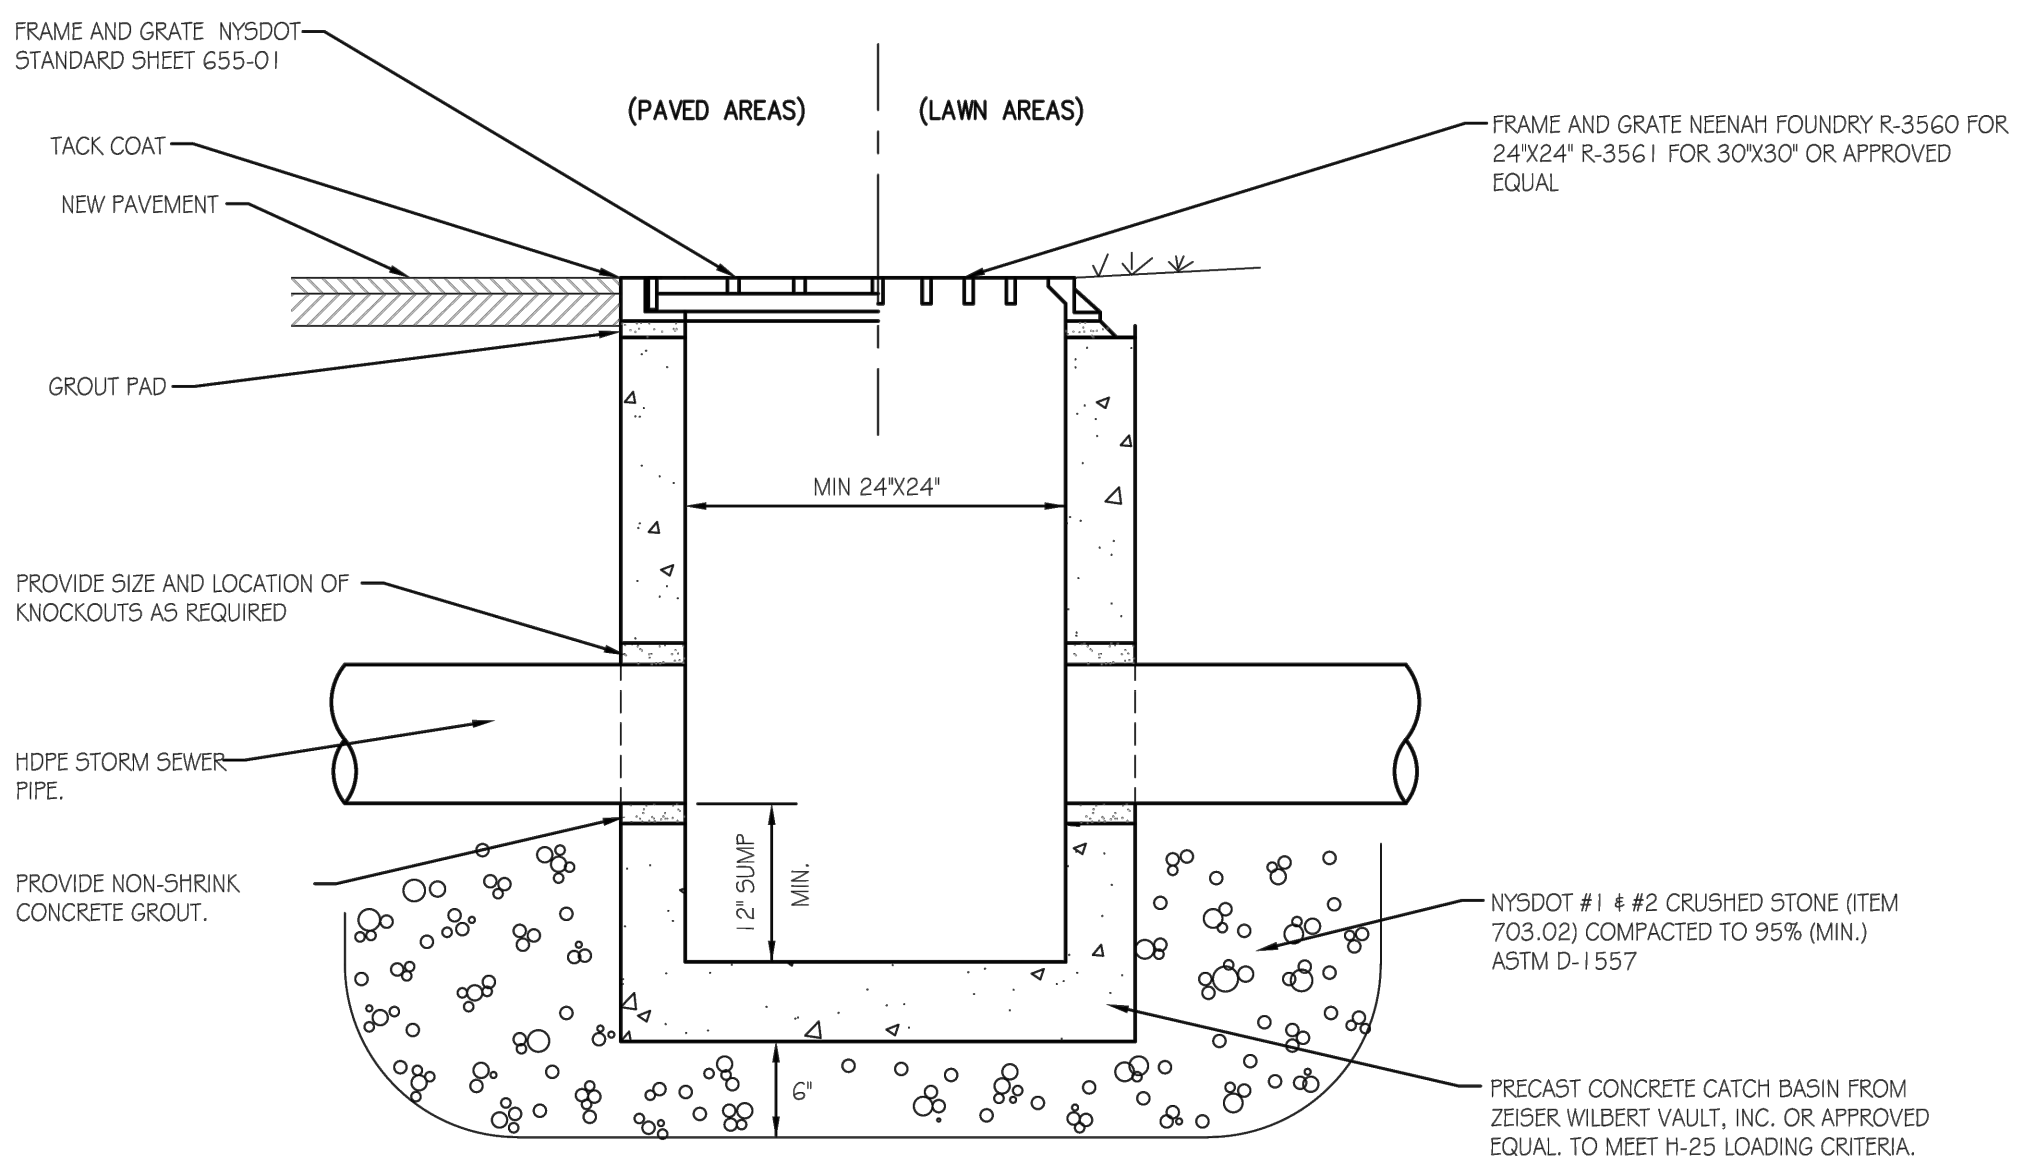 FRAME AND GRATE NYSDOT
STANDARD SHEET 655-01
(PAVED AREAS)
(LAWN AREAS)
FRAME AND GRATE NEENAH FOUNDRY R-3560 FOR
24"X24" R-3561 FOR 30"X30" OR APPROVED
EQUAL
TACK COAT
NEW PAVEMENT
GROUT PAD
MIN 24"X24"
PROVIDE SIZE AND LOCATION OF
KNOCKOUTS AS REQUIRED
HDPE STORM SEWER
PIPE.
12" SUMP
MIN.
PROVIDE NON-SHRINK
CONCRETE GROUT.
NYSDOT #1 & #2 CRUSHED STONE (ITEM
703.02) COMPACTED TO 95% (MIN.)
ASTM D-1557
6"
PRECAST CONCRETE CATCH BASIN FROM
ZEISER WILBERT VAULT, INC. OR APPROVED
EQUAL. TO MEET H-25 LOADING CRITERIA.